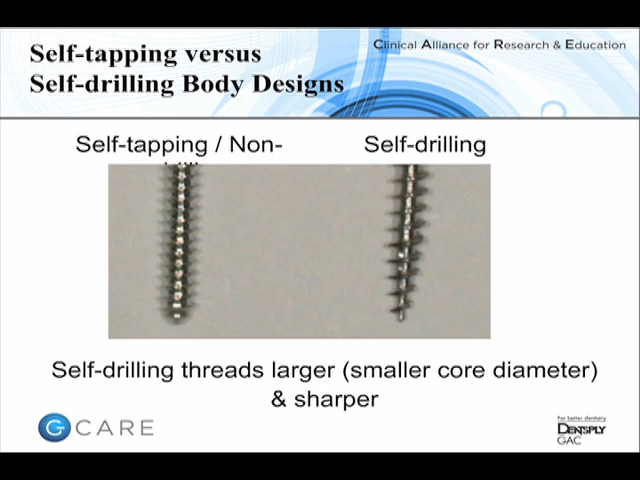 Self-tapping versus
Self-drilling Body Designs
Clinical Alliance for Research & Education
Self-tapping / Non-
Self-drilling
Self-drilling threads larger (smaller core diameter)
& sharper
G CARE
For better dentistry
DENTSPLY
GAC